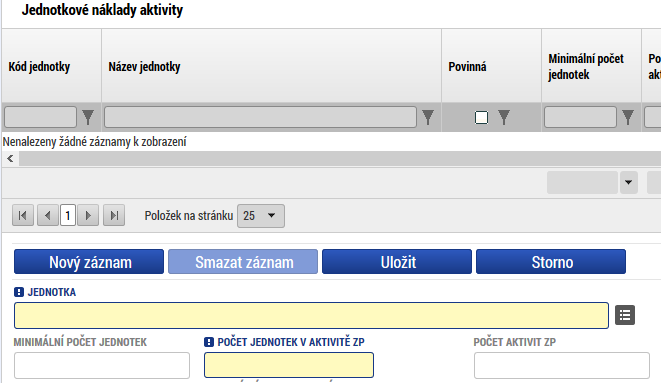 Jednotkové náklady aktivity
Kód jednotky
Název jednotky
Povinná
Minimální počet
jednotek
Nenalezeny žádné záznamy k zobrazení
1
Položek na stránku
25
Nový záznam
Smazat záznam
Uložit
Storno
JEDNOTKA
MINIMÁLNÍ POČET JEDNOTEK
POČET JEDNOTEK V AKTIVITĚ ZP
POČET AKTIVIT ZP